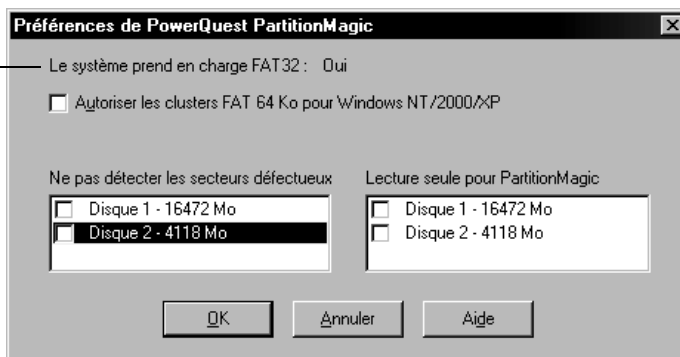 Préférences de PowerQuest PartitionMagic
Le système prend en charge FAT32 : Oui
Autoriser les clusters FAT 64 Ko pour Windows NT/2000/XP
Ne pas détecter les secteurs défectueux
Disque 1 - 16472 Mo
Disque 2 - 4118 Mo
Lecture seule pour PartitionMagic
Disque 1 - 16472 Mo
Disque 2 - 4118 Mo
OK
Annuler
Aide